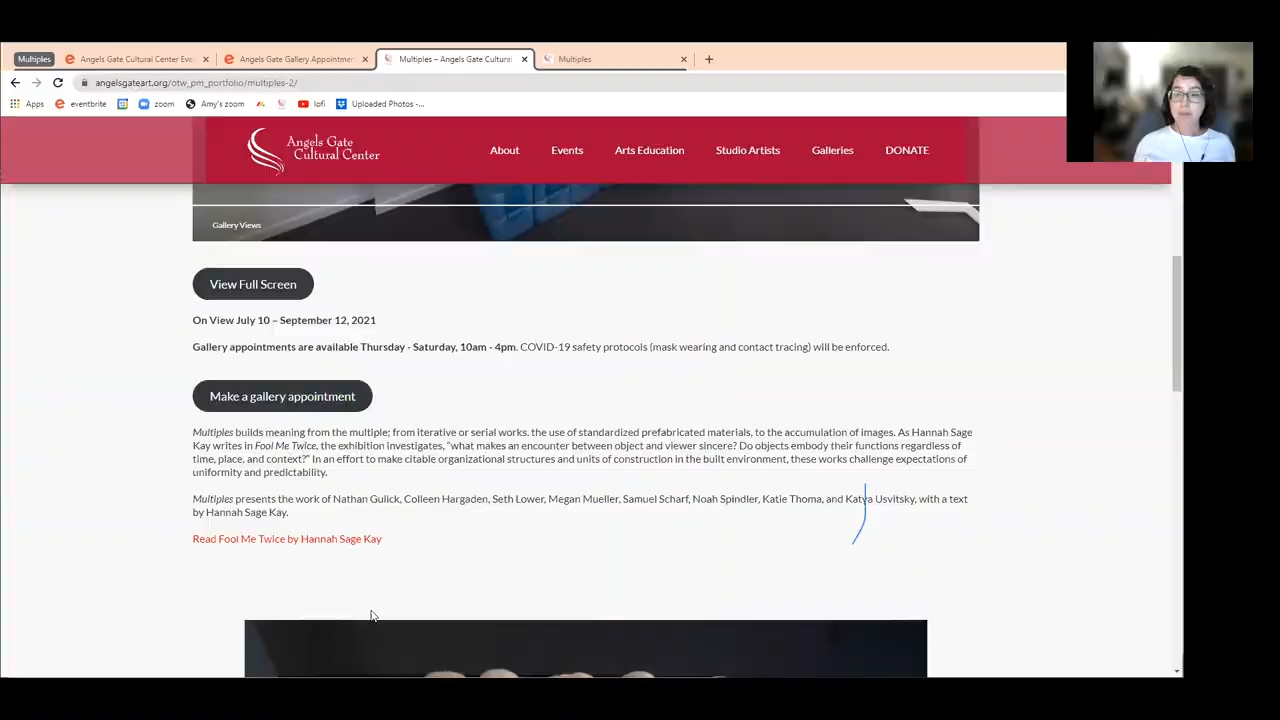 Multiples
Angels Gate Cultural Center Eve
Angels Gate Gallery Appointmen
Multiples – Angels Gate Cultural
Multiples
angelsgateart.org/otw_pm_portfolio/multiples-2/
Apps
eventbrite
zoom
Amy's zoom
lofi
Uploaded Photos -...
Angels Gate
Cultural Center
About
Events
Arts Education
Studio Artists
Galleries
DONATE
Gallery Views
View Full Screen
On View July 10 – September 12, 2021
Gallery appointments are available Thursday - Saturday, 10am - 4pm. COVID-19 safety protocols (mask wearing and contact tracing) will be enforced.
Make a gallery appointment
Multiples builds meaning from the multiple; from iterative or serial works. the use of standardized prefabricated materials, to the accumulation of images. As Hannah Sage
Kay writes in Fool Me Twice, the exhibition investigates, “what makes an encounter between object and viewer sincere? Do objects embody their functions regardless of
time, place, and context?” In an effort to make citable organizational structures and units of construction in the built environment, these works challenge expectations of
uniformity and predictability.
Multiples presents the work of Nathan Gulick, Colleen Hargaden, Seth Lower, Megan Mueller, Samuel Scharf, Noah Spindler, Katie Thoma, and Katya Usvitsky, with a text
by Hannah Sage Kay.
Read Fool Me Twice by Hannah Sage Kay